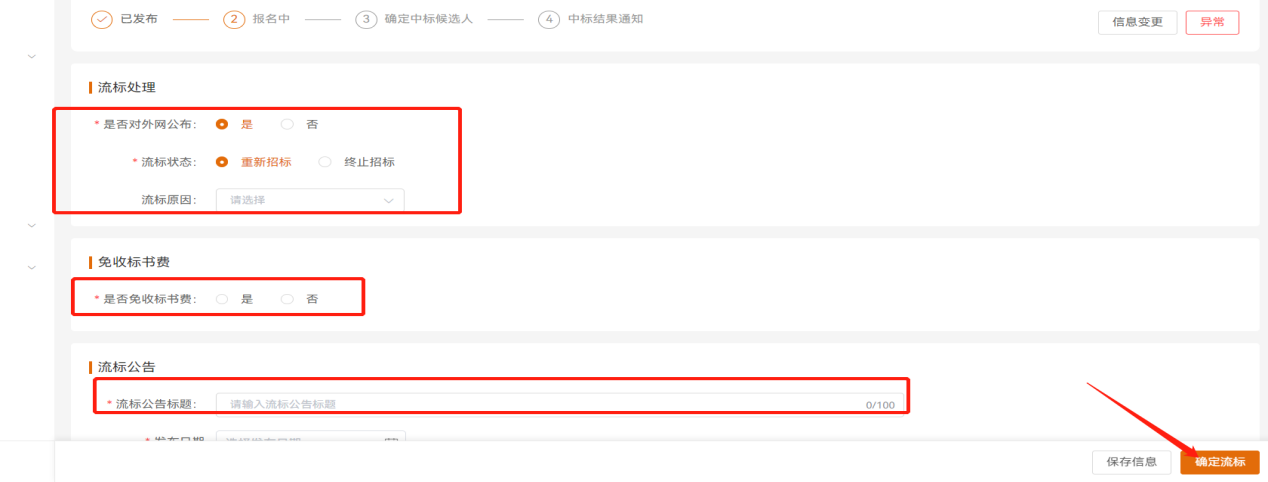 已发布 2 报名中 3 确定中标候选人 4 中标结果通知 信息变更 异常
流标处理
* 是否对外网公布: 是 否
* 流标状态: 重新招标 终止招标
流标原因: 请选择
免收标书费
* 是否免收标书费: 是 否
流标公告
* 流标公告标题: 请输入流标公告标题 0/100
* 发布日期
保存信息 确定流标